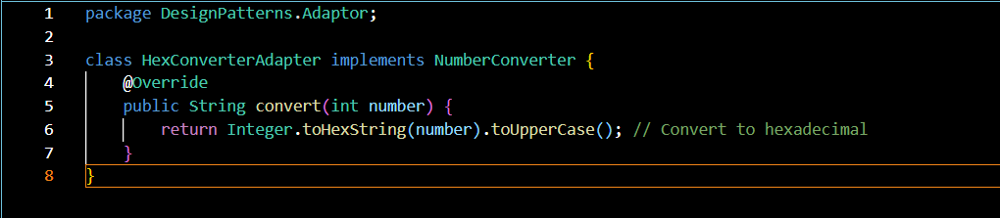 1 package DesignPatterns.Adaptor;
2
3 class HexConverterAdapter implements NumberConverter {
4     @Override
5     public String convert(int number) {
6         return Integer.toHexString(number).toUpperCase(); // Convert to hexadecimal
7     }
8 }